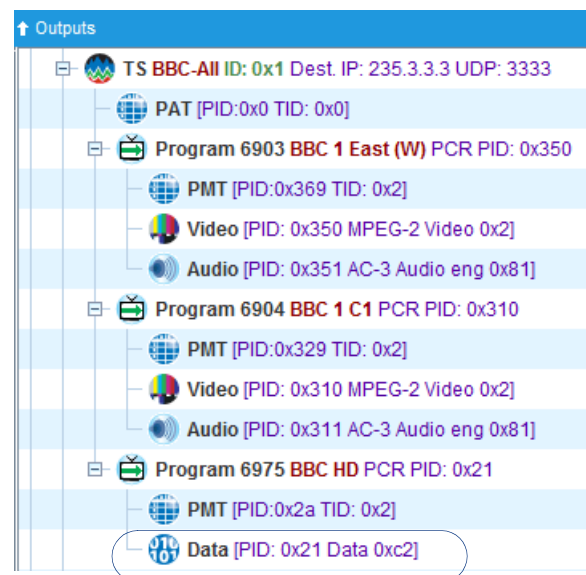 Outputs
TS BBC-All ID: 0x1 Dest. IP: 235.3.3.3 UDP: 3333
PAT [PID:0x0 TID: 0x0]
Program 6903 BBC 1 East (W) PCR PID: 0x350
PMT [PID:0x369 TID: 0x2]
Video [PID: 0x350 MPEG-2 Video 0x2]
Audio [PID: 0x351 AC-3 Audio eng 0x81]
Program 6904 BBC 1 C1 PCR PID: 0x310
PMT [PID:0x329 TID: 0x2]
Video [PID: 0x310 MPEG-2 Video 0x2]
Audio [PID: 0x311 AC-3 Audio eng 0x81]
Program 6975 BBC HD PCR PID: 0x21
PMT [PID:0x2a TID: 0x2]
Data [PID: 0x21 Data 0xc2]